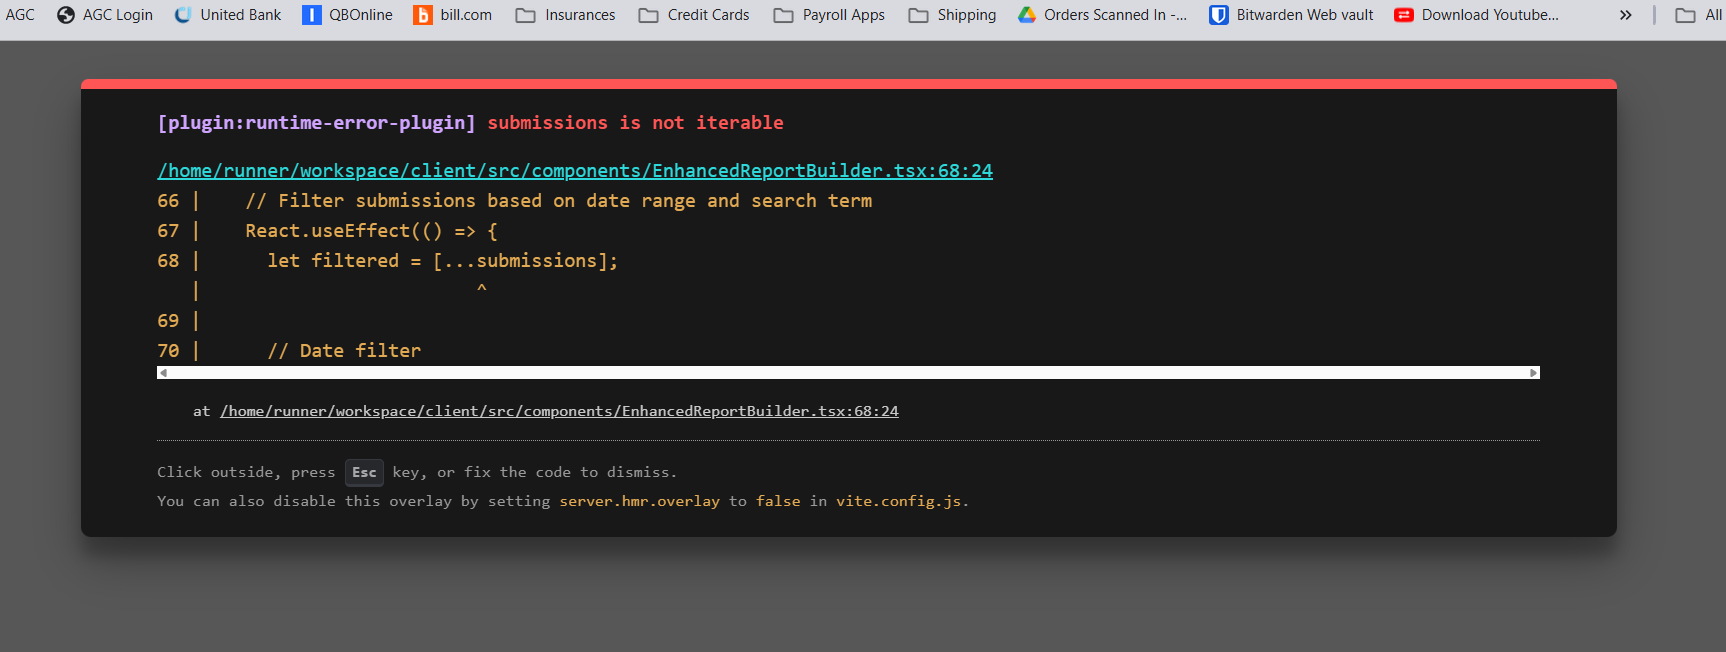 AGC AGC Login United Bank QBOnline bill.com Insurances Credit Cards Payroll Apps Shipping Orders Scanned In -... Bitwarden Web vault Download Youtube... » All
[plugin:runtime-error-plugin] submissions is not iterable
/home/runner/workspace/client/src/components/EnhancedReportBuilder.tsx:68:24
66 |    // Filter submissions based on date range and search term
67 |    React.useEffect(() => {
68 |      let filtered = [...submissions];
   |                         ^
69 |
70 |      // Date filter
at /home/runner/workspace/client/src/components/EnhancedReportBuilder.tsx:68:24
Click outside, press Esc key, or fix the code to dismiss.
You can also disable this overlay by setting server.hmr.overlay to false in vite.config.js.